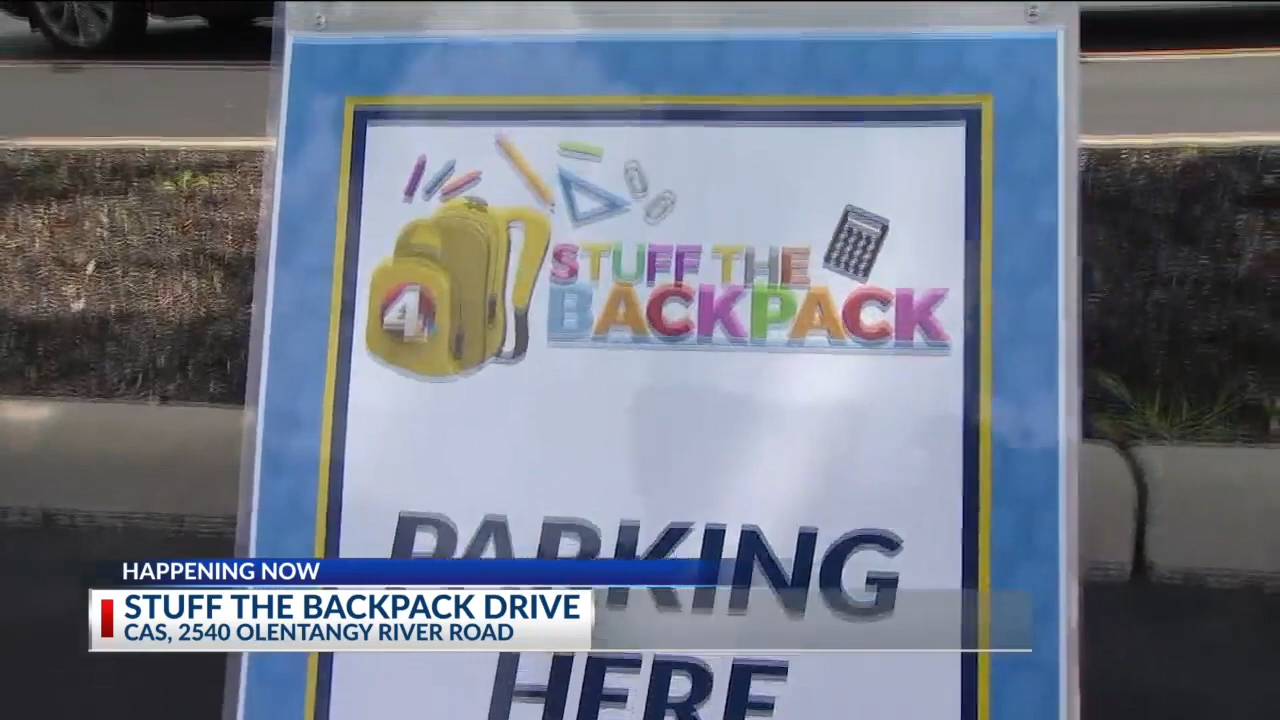 4
STUFF THE
BACKPACK
PARKING
HERE
HAPPENING NOW
STUFF THE BACKPACK DRIVE
CAS, 2540 OLENTANGY RIVER ROAD